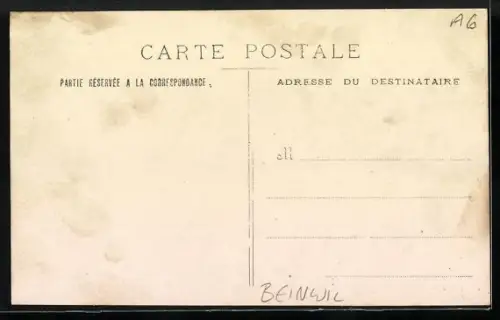 A6
CARTE POSTALE
PARTIE RÉSERVÉE A LA CORRESPONDANCE.
ADRESSE DU DESTINATAIRE
M
BEINWIL